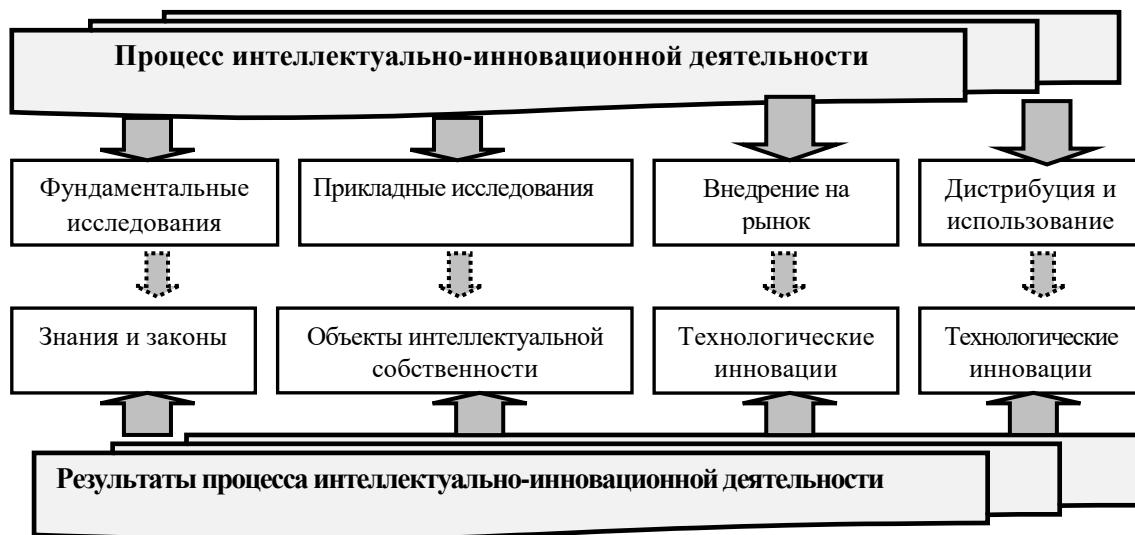 Процесс интеллектуально-инновационной деятельности
Фундаментальные
исследования
Прикладные исследования
Внедрение на
рынок
Дистрибуция и
использование
Знания и законы
Объекты интеллектуальной
собственности
Технологические
инновации
Технологические
инновации
Результаты процесса интеллектуально-инновационной деятельности